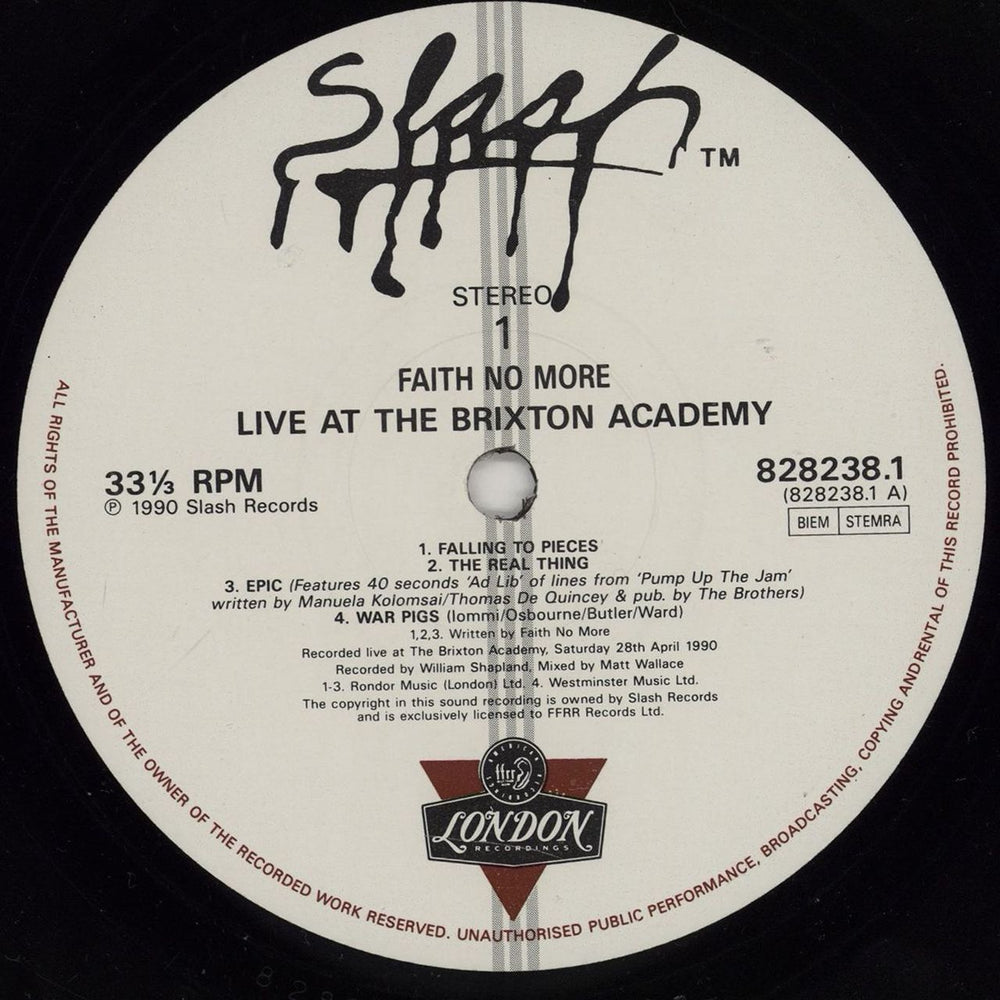 Slash TM
STEREO
1
FAITH NO MORE
LIVE AT THE BRIXTON ACADEMY
33⅓ RPM
℗ 1990 Slash Records
828238.1
(828238.1 A)
BIEM STEMRA
1. FALLING TO PIECES
2. THE REAL THING
3. EPIC (Features 40 seconds 'Ad Lib' of lines from 'Pump Up The Jam'
written by Manuela Kolomsai/Thomas De Quincey & pub. by The Brothers)
4. WAR PIGS (Iommi/Osbourne/Butler/Ward)
1,2,3. Written by Faith No More
Recorded live at The Brixton Academy, Saturday 28th April 1990
Recorded by William Shapland, Mixed by Matt Wallace
1-3. Rondor Music (London) Ltd. 4. Westminster Music Ltd.
The copyright in this sound recording is owned by Slash Records
and is exclusively licensed to FFRR Records Ltd.
ffrr
LONDON
RECORDINGS
ALL RIGHTS OF THE MANUFACTURER AND OF THE OWNER OF THE RECORDED WORK RESERVED. UNAUTHORISED PUBLIC PERFORMANCE, BROADCASTING, COPYING AND RENTAL OF THIS RECORD PROHIBITED.